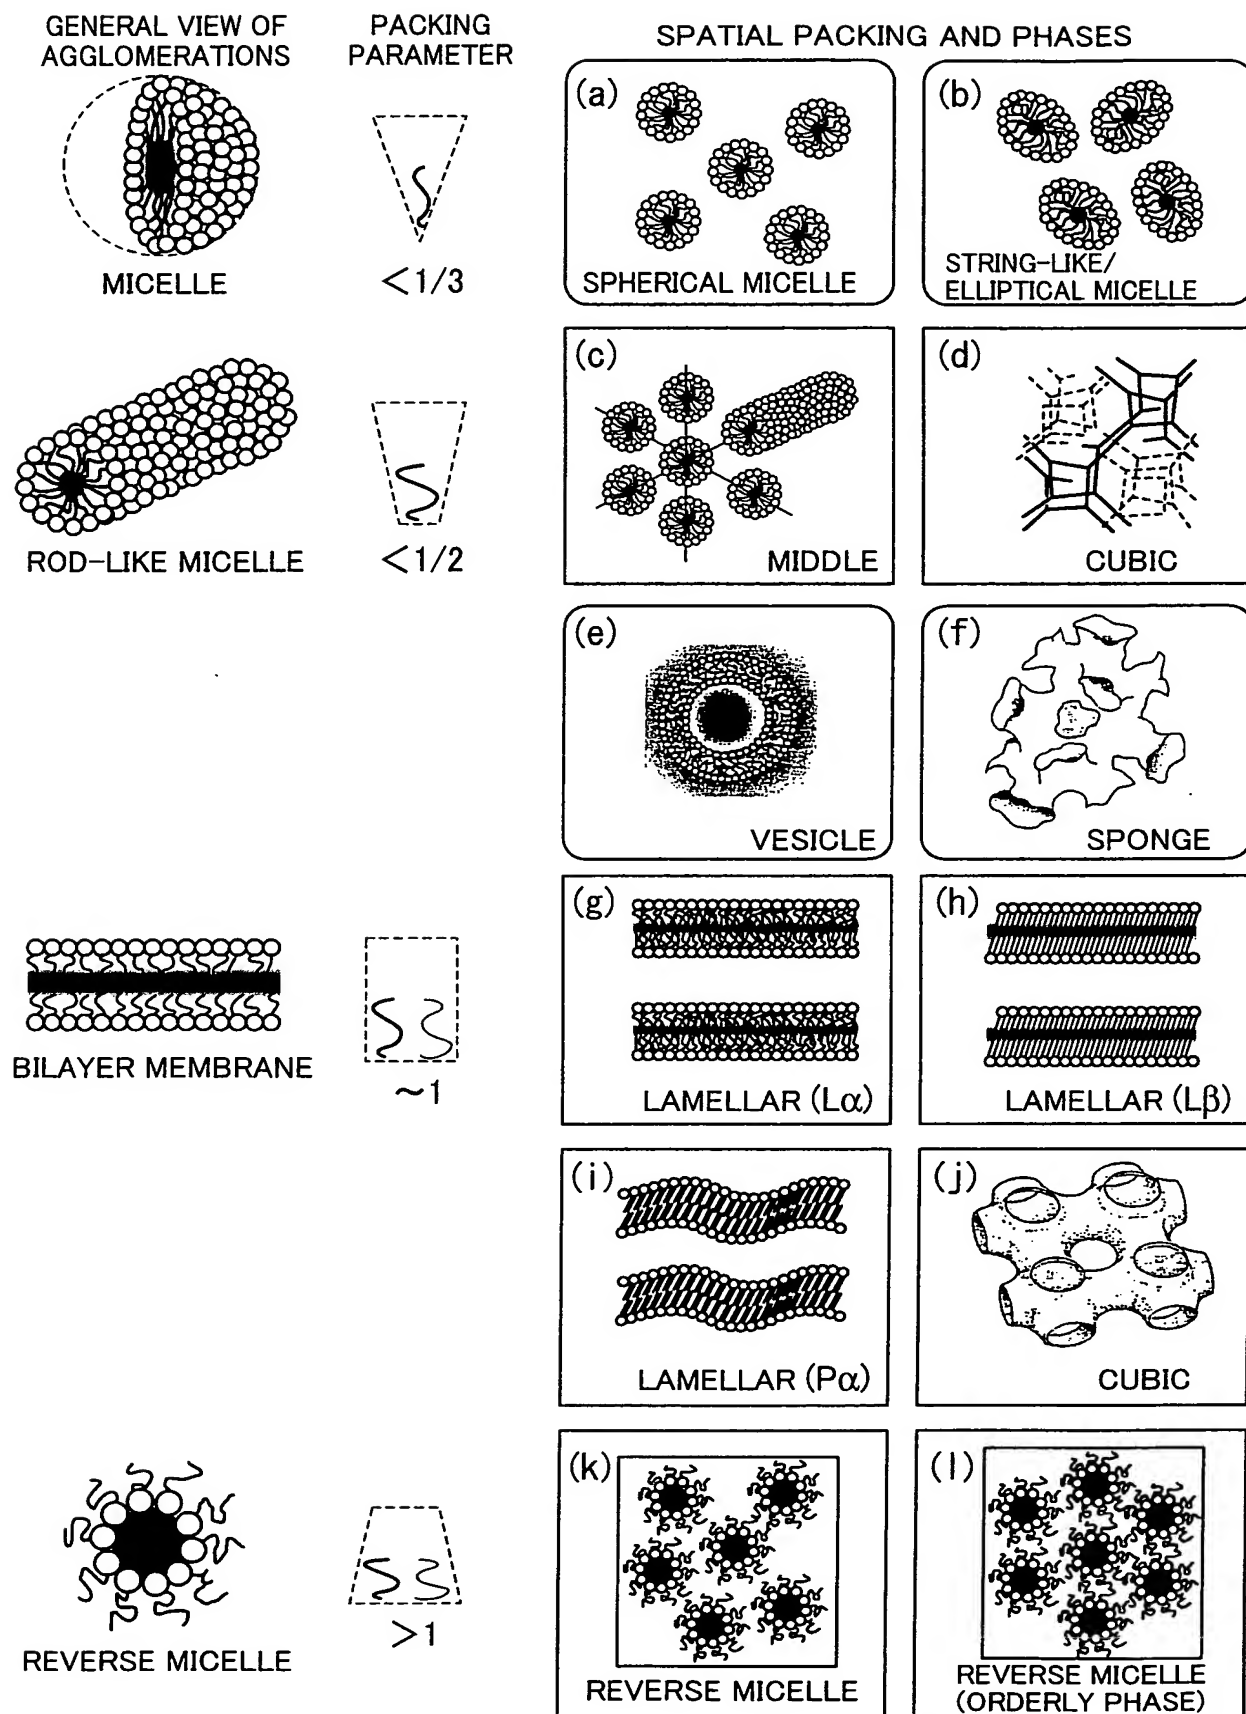 GENERAL VIEW OF
AGGLOMERATIONS
PACKING
PARAMETER
SPATIAL PACKING AND PHASES
MICELLE
<1/3
(a)
SPHERICAL MICELLE
(b)
STRING-LIKE/
ELLIPTICAL MICELLE
ROD-LIKE MICELLE
<1/2
(c)
MIDDLE
(d)
CUBIC
(e)
VESICLE
(f)
SPONGE
BILAYER MEMBRANE
~1
(g)
LAMELLAR (Lα)
(h)
LAMELLAR (Lβ)
(i)
LAMELLAR (Pα)
(j)
CUBIC
REVERSE MICELLE
>1
(k)
REVERSE MICELLE
(l)
REVERSE MICELLE
(ORDERLY PHASE)